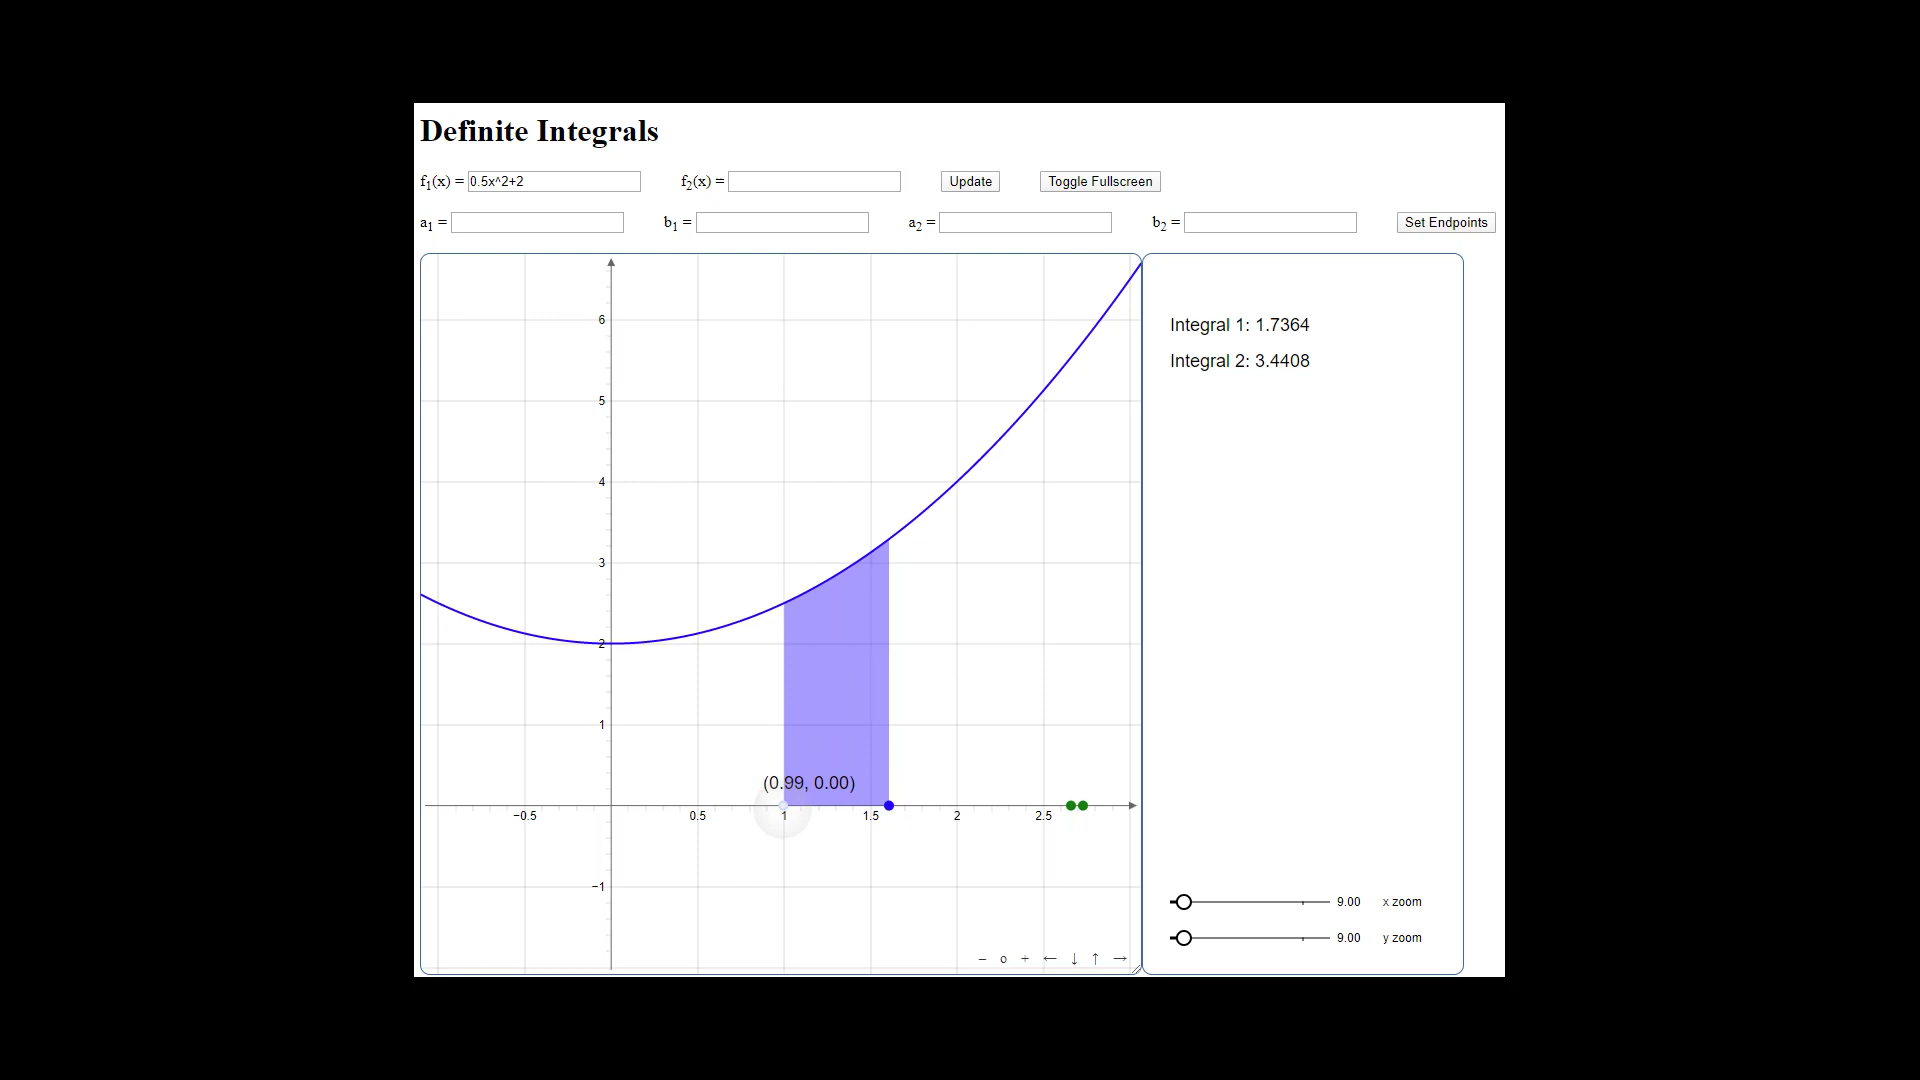 Definite Integrals
f1(x) = 0.5x^2+2 f2(x) = Update Toggle Fullscreen
a1 = b1 = a2 = b2 = Set Endpoints
Integral 1: 1.7364
Integral 2: 3.4408
6
5
4
3
2
1
(0.99, 0.00)
−0.5 0.5 1 1.5 2 2.5
−1
9.00 x zoom
9.00 y zoom
− o + ← ↓ ↑ →